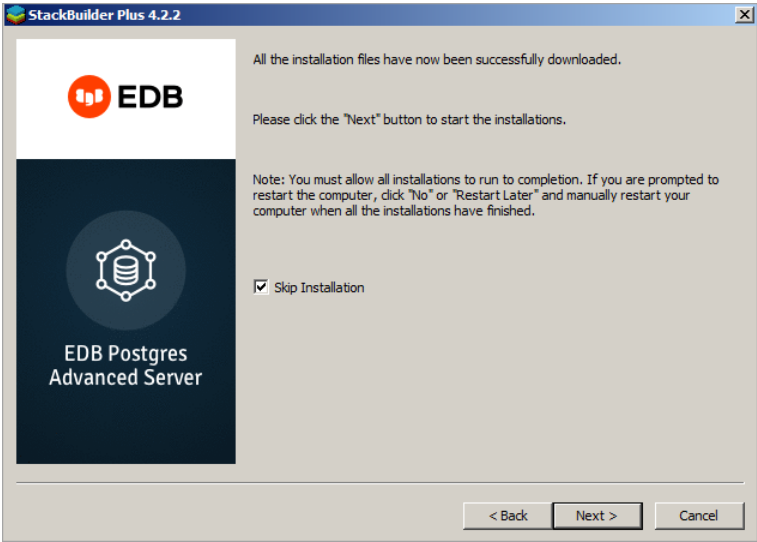 StackBuilder Plus 4.2.2
EDB
EDB Postgres
Advanced Server
All the installation files have now been successfully downloaded.
Please click the "Next" button to start the installations.
Note: You must allow all installations to run to completion. If you are prompted to
restart the computer, click "No" or "Restart Later" and manually restart your
computer when all the installations have finished.
Skip Installation
< Back
Next >
Cancel